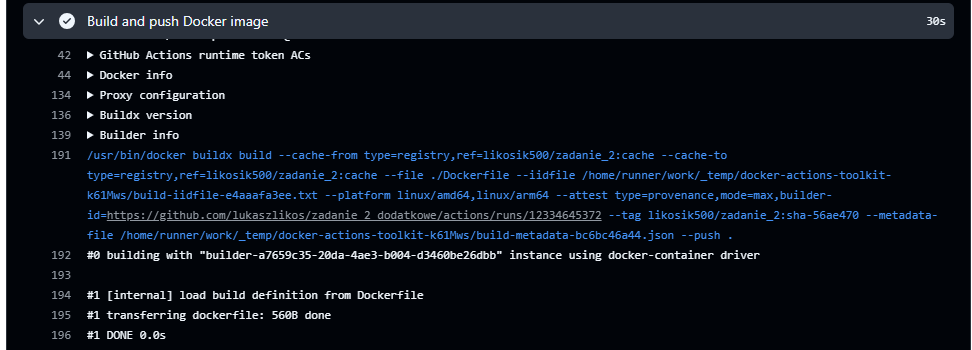 Build and push Docker image 30s
42 ▶ GitHub Actions runtime token ACs
44 ▶ Docker info
134 ▶ Proxy configuration
136 ▶ Buildx version
139 ▶ Builder info
191 /usr/bin/docker buildx build --cache-from type=registry,ref=likosik500/zadanie_2:cache --cache-to
type=registry,ref=likosik500/zadanie_2:cache --file ./Dockerfile --iidfile /home/runner/work/_temp/docker-actions-toolkit-
k61Mws/build-iidfile-e4aaafa3ee.txt --platform linux/amd64,linux/arm64 --attest type=provenance,mode=max,builder-
id=https://github.com/lukaszlikos/zadanie_2_dodatkowe/actions/runs/12334645372 --tag likosik500/zadanie_2:sha-56ae470 --metadata-
file /home/runner/work/_temp/docker-actions-toolkit-k61Mws/build-metadata-bc6bc46a44.json --push .
192 #0 building with "builder-a7659c35-20da-4ae3-b004-d3460be26dbb" instance using docker-container driver
193
194 #1 [internal] load build definition from Dockerfile
195 #1 transferring dockerfile: 560B done
196 #1 DONE 0.0s